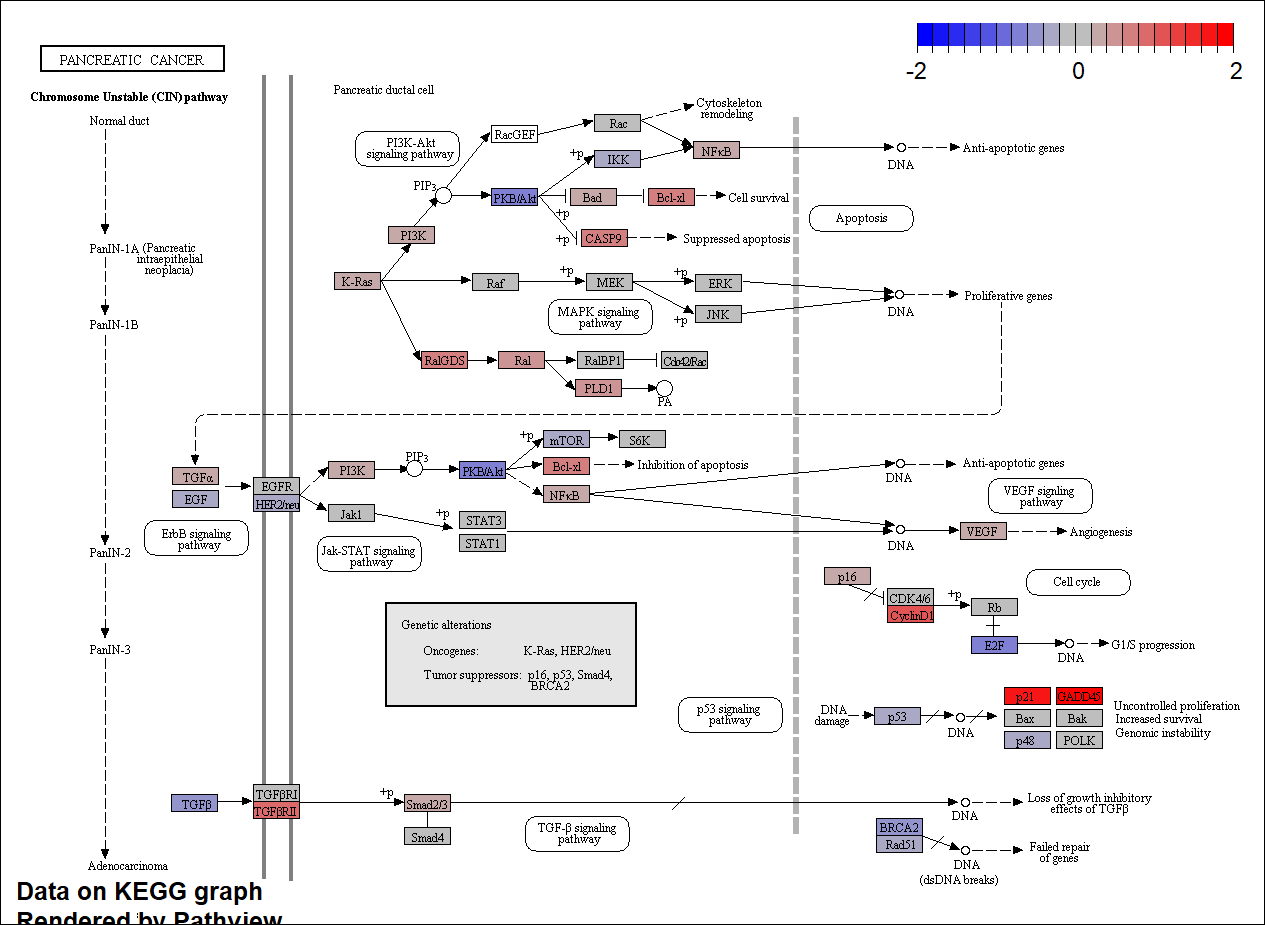 -2
0
2
PANCREATIC CANCER
Chromosome Unstable (CIN) pathway
Normal duct
PanIN-1A (Pancreatic
intraepithelial
neoplacia)
PanIN-1B
PanIN-2
PanIN-3
Adenocarcinoma
Pancreatic ductal cell
PI3K-Akt
signaling pathway
RacGEF
Rac
Cytoskeleton
remodeling
+p
IKK
NFκB
DNA
Anti-apoptotic genes
PIP3
PKB/Akt
Bad
Bcl-xl
Cell survival
+p
+p
CASP9
Suppressed apoptosis
Apoptosis
PI3K
K-Ras
Raf
+p
MEK
+p
ERK
JNK
+p
DNA
Proliferative genes
MAPK signaling
pathway
RalGDS
Ral
RalBP1
Cdc42/Rac
PLD1
PA
TGFα
EGF
EGFR
HER2/neu
ErbB signaling
pathway
PI3K
PIP3
PKB/Akt
+p
mTOR
S6K
Bcl-xl
Inhibition of apoptosis
NFκB
DNA
Anti-apoptotic genes
VEGF signling
pathway
Jak1
+p
STAT3
STAT1
Jak-STAT signaling
pathway
DNA
VEGF
Angiogenesis
p16
CDK4/6
CyclinD1
+p
Rb
Cell cycle
E2F
DNA
G1/S progression
Genetic alterations
Oncogenes: K-Ras, HER2/neu
Tumor suppressors: p16, p53, Smad4,
BRCA2
p53 signaling
pathway
DNA
damage
p53
DNA
p21
GADD45
Bax
Bak
p48
POLK
Uncontrolled proliferation
Increased survival
Genomic instability
TGFβ
TGFβRI
TGFβRII
+p
Smad2/3
Smad4
TGF-β signaling
pathway
DNA
Loss of growth inhibitory
effects of TGFβ
BRCA2
Rad51
DNA
(dsDNA breaks)
Failed repair
of genes
Data on KEGG graph
Rendered by Pathview